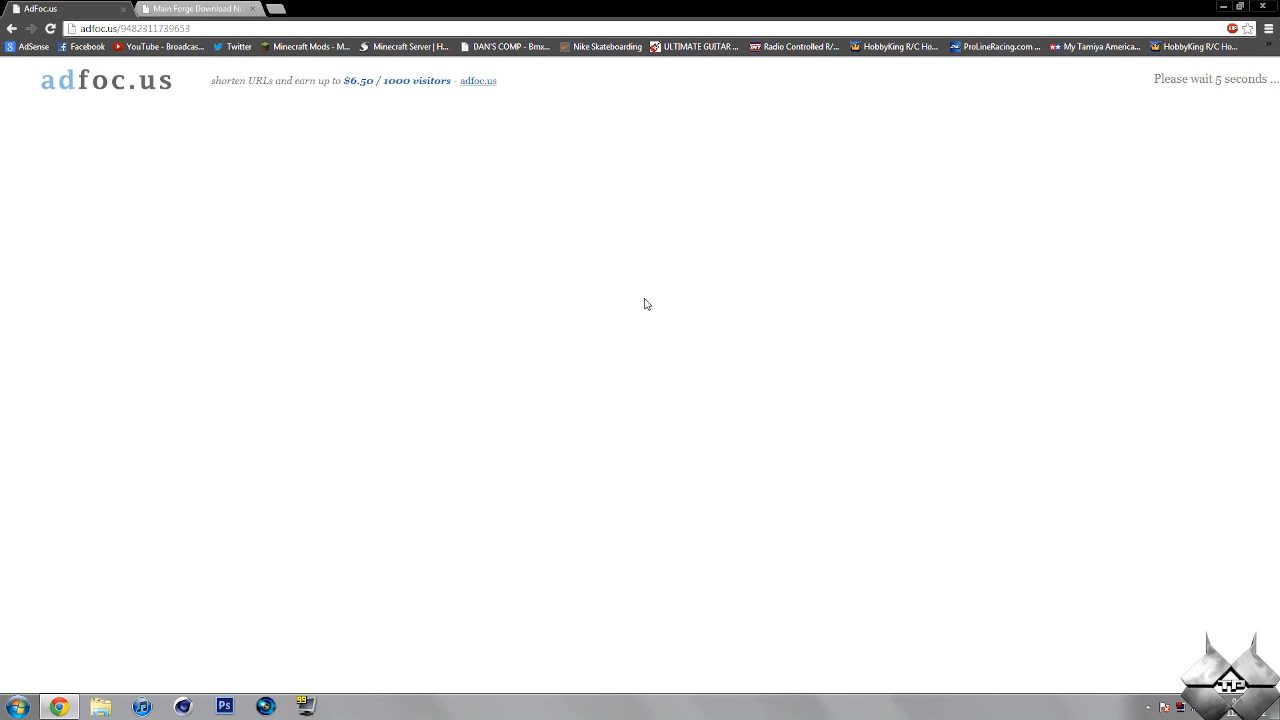 AdFoc.us
Main Forge Download No
adfoc.us/9482311739653
AdSense
Facebook
YouTube - Broadcas...
Twitter
Minecraft Mods - M...
Minecraft Server | H...
DAN'S COMP - Bmx...
Nike Skateboarding
ULTIMATE GUITAR ...
Radio Controlled R/...
HobbyKing R/C Ho...
ProLineRacing.com ...
My Tamiya America...
HobbyKing R/C Ho...
adfoc.us
shorten URLs and earn up to $6.50 / 1000 visitors - adfoc.us
Please wait 5 seconds ...
Ps
99